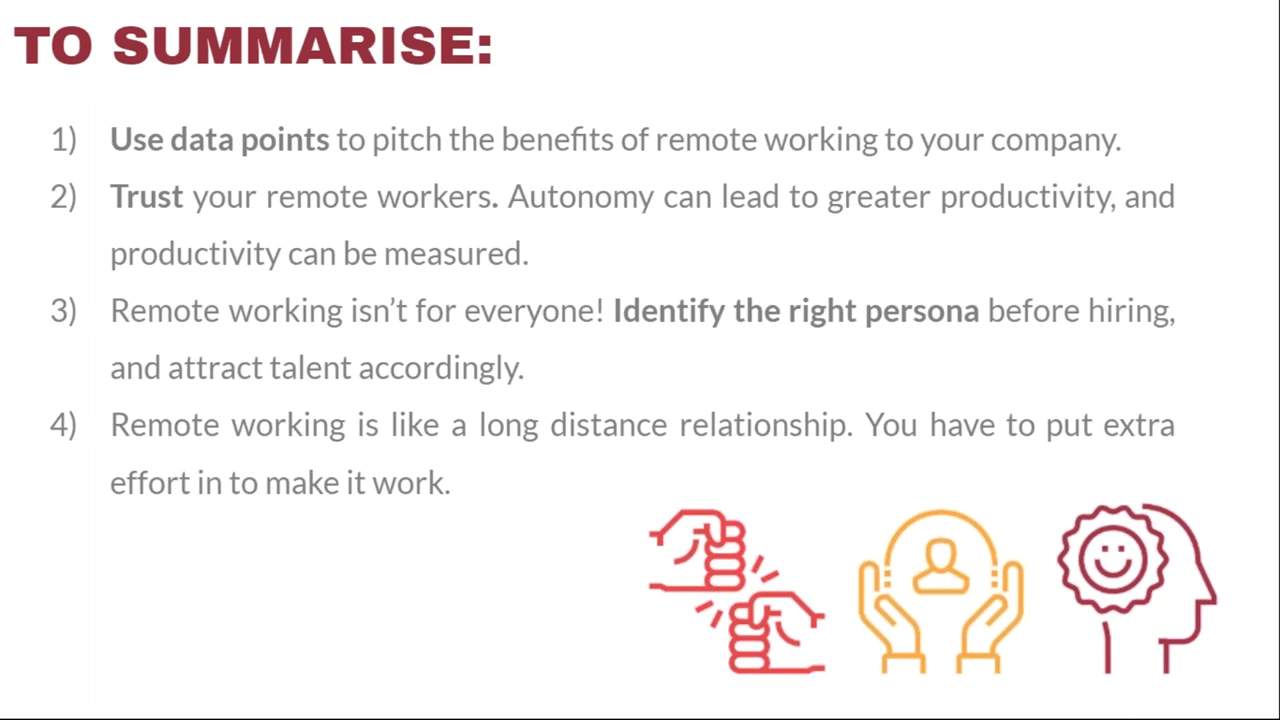 TO SUMMARISE:
1) Use data points to pitch the benefits of remote working to your company.
2) Trust your remote workers. Autonomy can lead to greater productivity, and
productivity can be measured.
3) Remote working isn’t for everyone! Identify the right persona before hiring,
and attract talent accordingly.
4) Remote working is like a long distance relationship. You have to put extra
effort in to make it work.